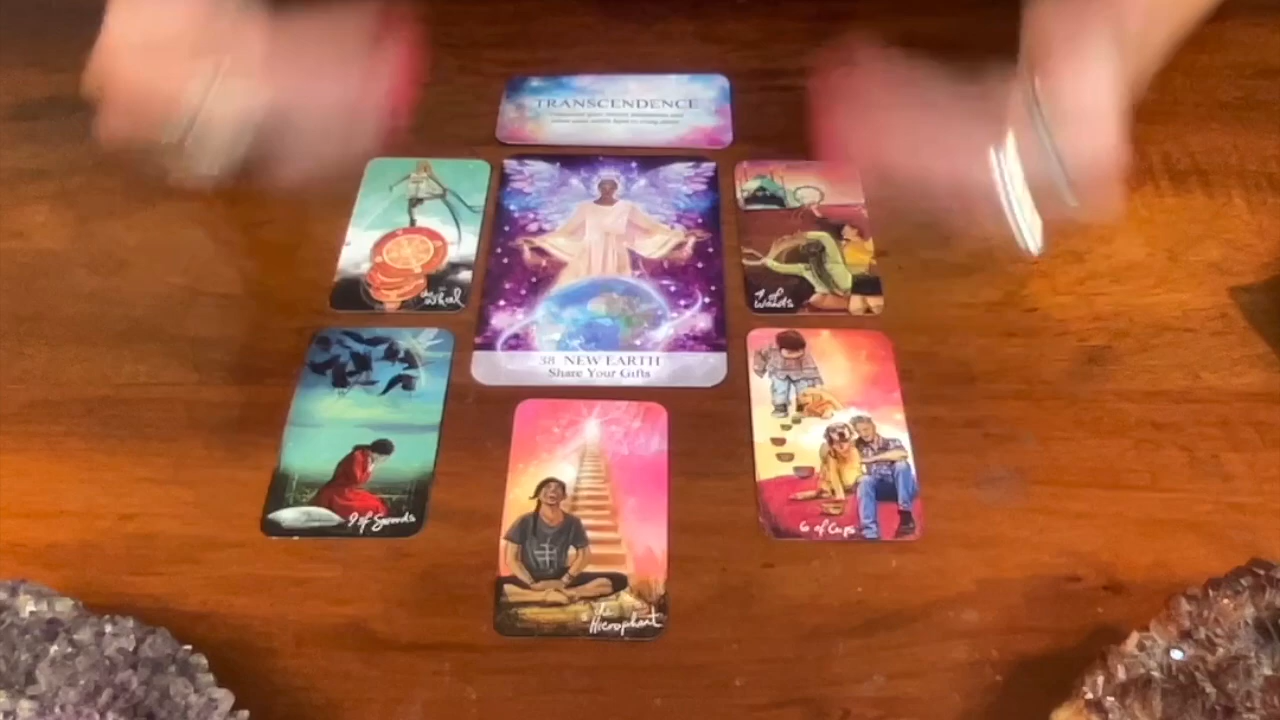 TRANSCENDENCE
the Wheel
7 of Wands
38 NEW EARTH
Share Your Gifts
9 of Swords
6 of Cups
the Hierophant